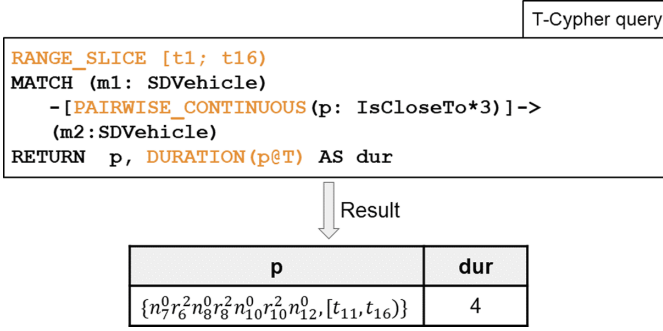 T-Cypher query
RANGE_SLICE [t1; t16)
MATCH (m1: SDVehicle)
-[PAIRWISE_CONTINUOUS(p: IsCloseTo*3)]->
(m2:SDVehicle)
RETURN p, DURATION(p@T) AS dur
Result
p dur
{n₇⁰r₆²n₈⁰r₈²n₁₀⁰r₁₀²n₁₂⁰, [t₁₁, t₁₆)} 4